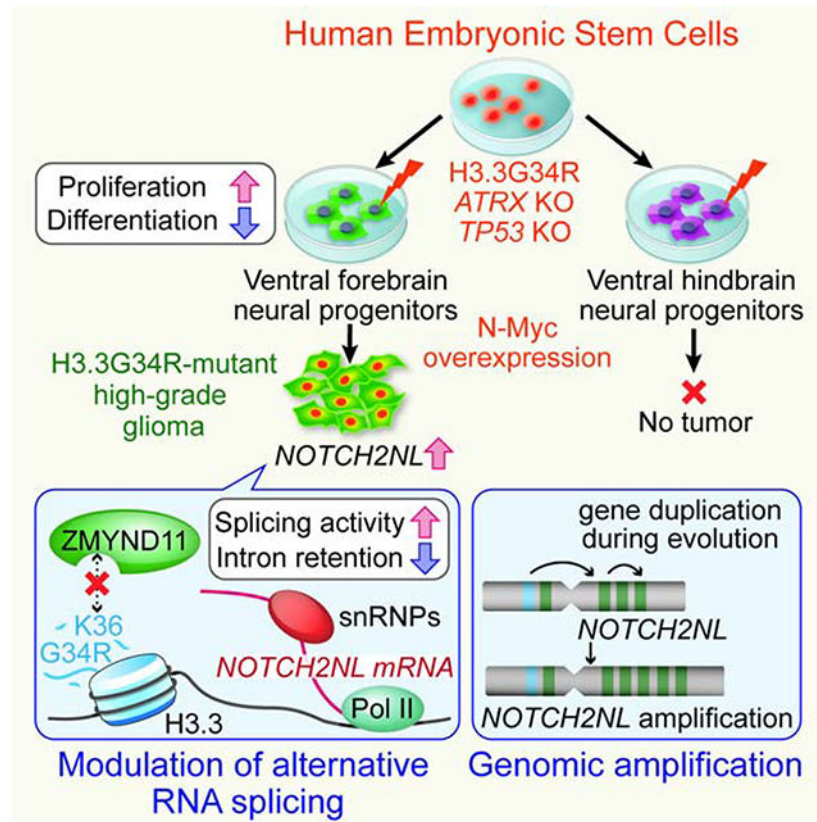 Human Embryonic Stem Cells
H3.3G34R
ATRX KO
TP53 KO
Proliferation
Differentiation
Ventral forebrain
neural progenitors
Ventral hindbrain
neural progenitors
N-Myc
overexpression
H3.3G34R-mutant
high-grade
glioma
No tumor
NOTCH2NL
ZMYND11
K36
G34R
H3.3
Splicing activity
Intron retention
snRNPs
NOTCH2NL mRNA
Pol II
Modulation of alternative
RNA splicing
gene duplication
during evolution
NOTCH2NL
NOTCH2NL amplification
Genomic amplification